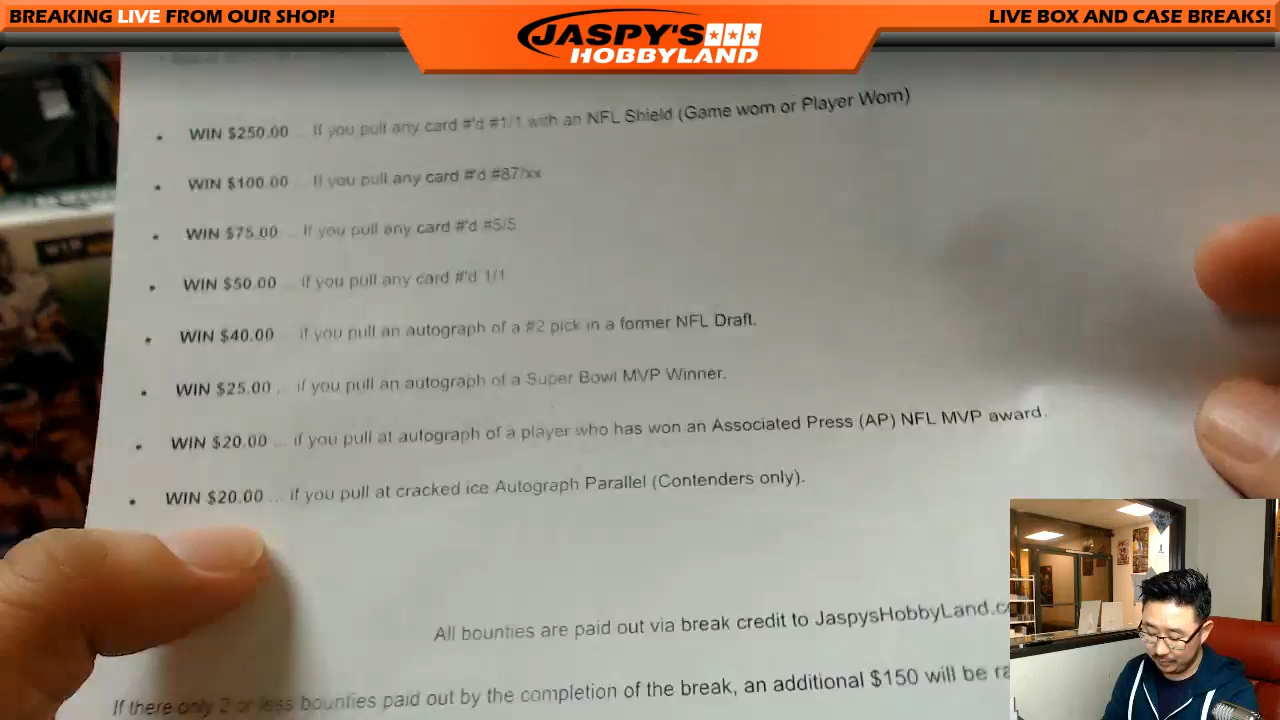 BREAKING LIVE FROM OUR SHOP!
JASPY'S
HOBBYLAND
LIVE BOX AND CASE BREAKS!
• WIN $250.00 ... If you pull any card #'d #1/1 with an NFL Shield (Game worn or Player Worn)
• WIN $100.00 ... If you pull any card #'d #87/xx
• WIN $75.00 ... If you pull any card #'d #5/5
• WIN $50.00 ... if you pull any card #'d 1/1
• WIN $40.00 ... if you pull an autograph of a #2 pick in a former NFL Draft.
• WIN $25.00 ... if you pull an autograph of a Super Bowl MVP Winner.
• WIN $20.00 ... if you pull at autograph of a player who has won an Associated Press (AP) NFL MVP award.
• WIN $20.00 ... if you pull at cracked ice Autograph Parallel (Contenders only).
All bounties are paid out via break credit to JaspysHobbyLand.c
If there only 2 or less bounties paid out by the completion of the break, an additional $150 will be ra